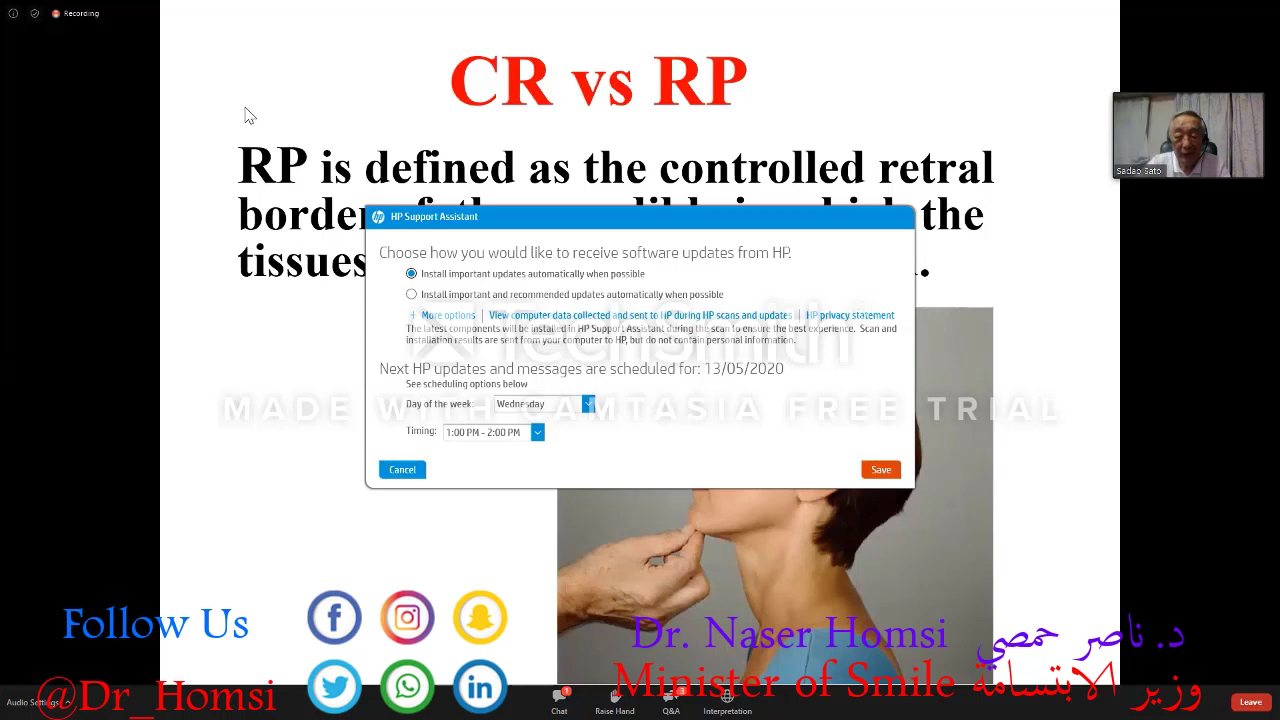 Recording
CR vs RP
Sadao Sato
RP is defined as the controlled retral
border the
tissues
HP Support Assistant
Choose how you would like to receive software updates from HP.
Install important updates automatically when possible
Install important and recommended updates automatically when possible
+ More options | View computer data collected and sent to HP during HP scans and updates | HP privacy statement
The latest components will be installed in HP Support Assistant during the scan to ensure the best experience. Scan and
installation results are sent from your computer to HP, but do not contain personal information.
TechSmith
Next HP updates and messages are scheduled for: 13/05/2020
See scheduling options below
Day of the week: Wednesday
MADE WITH CAMTASIA FREE TRIAL
Timing: 1:00 PM - 2:00 PM
Cancel Save
Follow Us
Dr. Naser Homsi د. ناصر حمصي
Minister of Smile وزير الابتسامة
@Dr_Homsi
Audio Settings
Chat Raise Hand Q&A Interpretation Leave